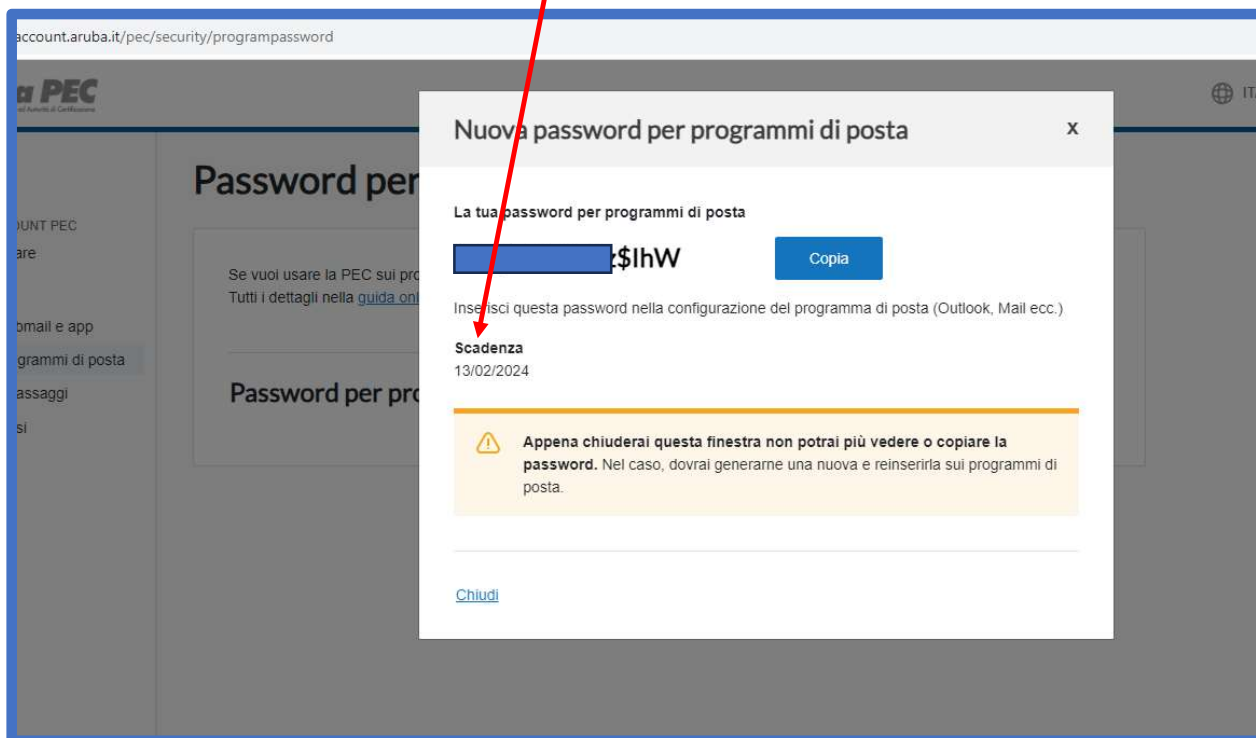 account.aruba.it/pec/security/programpassword
a PEC
Nuova password per programmi di posta
x
Password per
OUNT PEC
are
Se vuoi usare la PEC sui pro
Tutti i dettagli nella guida onl
omail e app
grammi di posta
assaggi
si
Password per pro
La tua password per programmi di posta
$IhW
Copia
Inserisci questa password nella configurazione del programma di posta (Outlook, Mail ecc.)
Scadenza
13/02/2024
Appena chiuderai questa finestra non potrai più vedere o copiare la
password. Nel caso, dovrai generarne una nuova e reinserirla sui programmi di
posta.
Chiudi